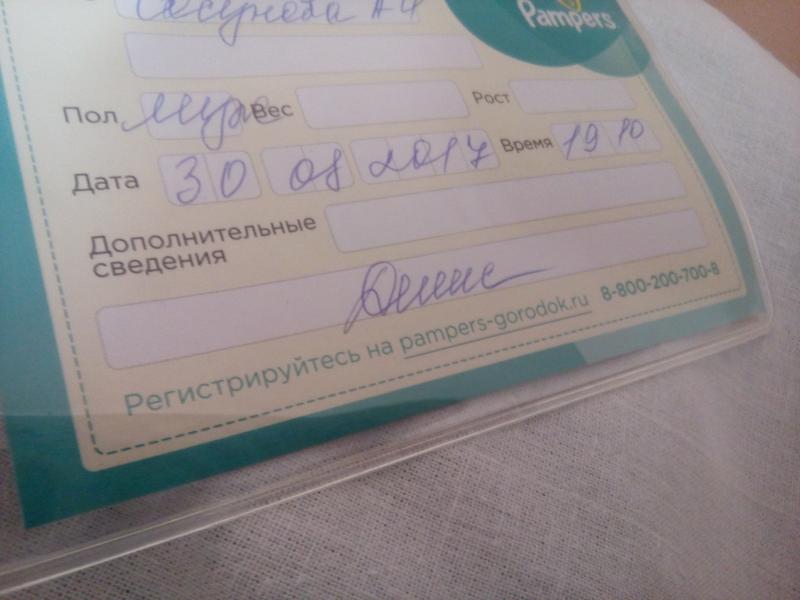 Pampers
Пол муж Вес Рост
Дата 30 08 2017 Время 19 10
Дополнительные
сведения
Денис
Регистрируйтесь на pampers-gorodok.ru 8-800-200-700-8